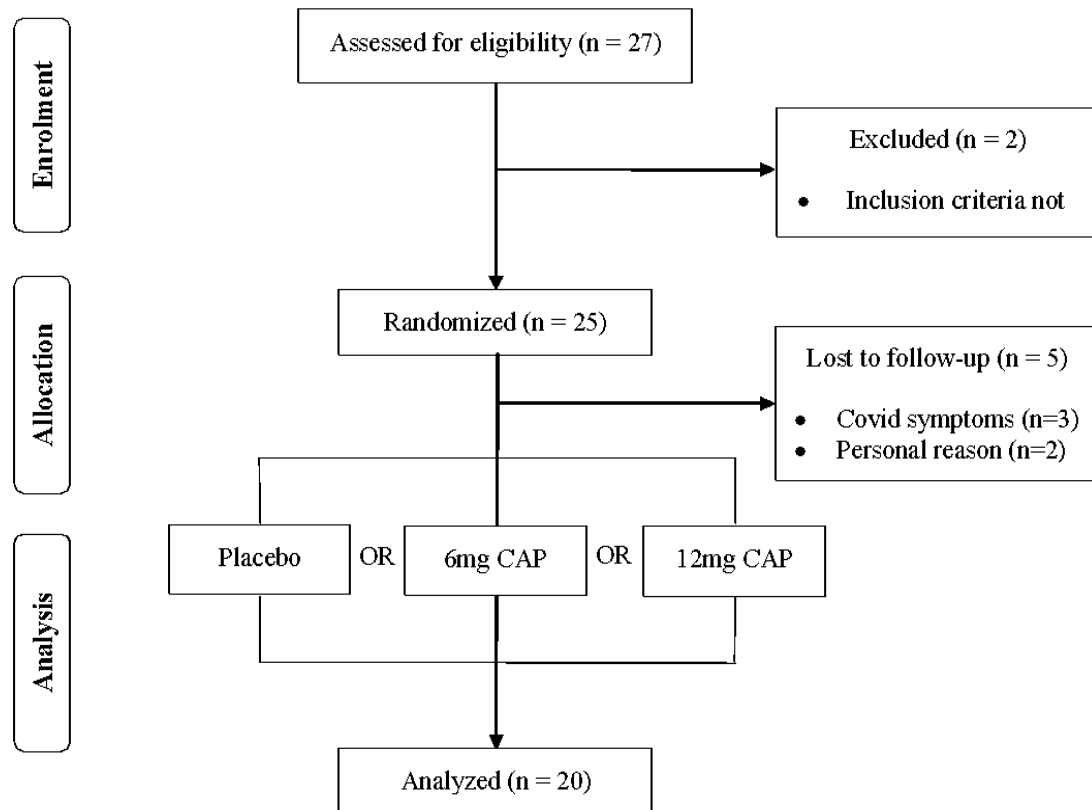 Enrolment
Assessed for eligibility (n = 27)
Excluded (n = 2)
● Inclusion criteria not
Allocation
Randomized (n = 25)
Lost to follow-up (n = 5)
● Covid symptoms (n=3)
● Personal reason (n=2)
Analysis
Placebo OR 6mg CAP OR 12mg CAP
Analyzed (n = 20)